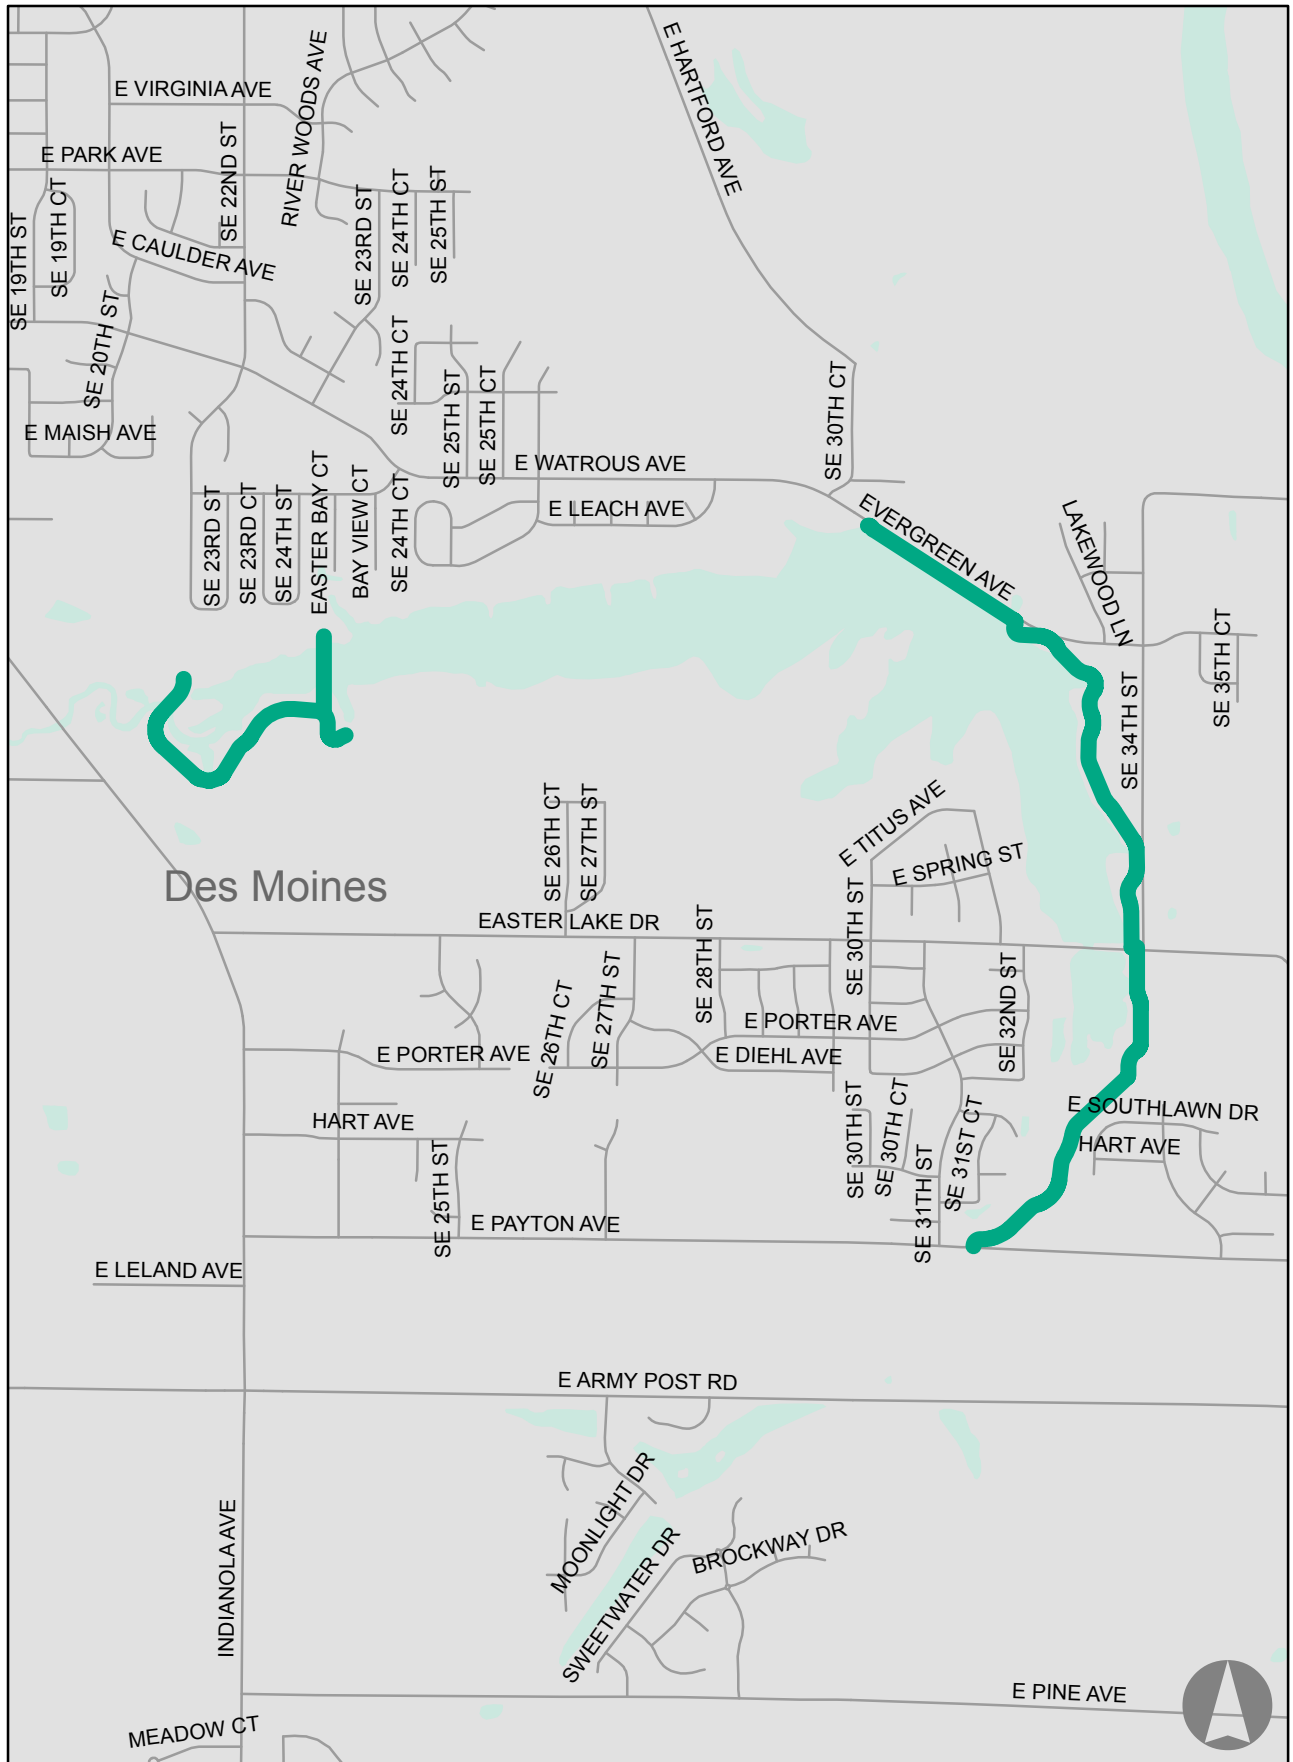 E HARTFORD AVE
RIVER WOODS AVE
E VIRGINIA AVE
SE 22ND ST
E PARK AVE
SE 19TH CT
SE 19TH ST
SE 23RD ST
SE 24TH CT
SE 25TH ST
E CAULDER AVE
SE 20TH ST
SE 24TH CT
SE 25TH ST
SE 25TH CT
SE 30TH CT
E MAISH AVE
E WATROUS AVE
E LEACH AVE
EVERGREEN AVE
LAKEWOOD LN
SE 23RD ST
SE 23RD CT
SE 24TH ST
EASTER BAY CT
BAY VIEW CT
SE 24TH CT
SE 34TH ST
SE 35TH CT
SE 26TH CT
SE 27TH ST
E TITUS AVE
E SPRING ST
Des Moines
EASTER LAKE DR
SE 28TH ST
SE 30TH ST
SE 26TH CT
SE 27TH ST
E PORTER AVE
SE 32ND ST
E PORTER AVE
E DIEHL AVE
HART AVE
SE 30TH ST
SE 30TH CT
SE 31ST CT
E SOUTHLAWN DR
HART AVE
SE 25TH ST
SE 31TH ST
E PAYTON AVE
E LELAND AVE
E ARMY POST RD
INDIANOLA AVE
MOONLIGHT DR
SWEETWATER DR
BROCKWAY DR
E PINE AVE
MEADOW CT